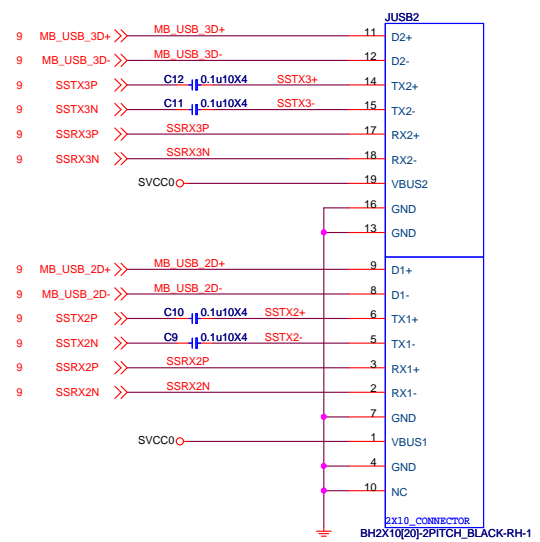 JUSB2
9 MB_USB_3D+ MB_USB_3D+ 11 D2+
9 MB_USB_3D- MB_USB_3D- 12 D2-
9 SSTX3P C12 0.1u10X4 SSTX3+ 14 TX2+
9 SSTX3N C11 0.1u10X4 SSTX3- 15 TX2-
9 SSRX3P SSRX3P 17 RX2+
9 SSRX3N SSRX3N 18 RX2-
SVCC0 19 VBUS2
16 GND
13 GND
9 MB_USB_2D+ MB_USB_2D+ 9 D1+
9 MB_USB_2D- MB_USB_2D- 8 D1-
9 SSTX2P C10 0.1u10X4 SSTX2+ 6 TX1+
9 SSTX2N C9 0.1u10X4 SSTX2- 5 TX1-
9 SSRX2P SSRX2P 3 RX1+
9 SSRX2N SSRX2N 2 RX1-
7 GND
SVCC0 1 VBUS1
4 GND
10 NC
2X10_CONNECTOR
BH2X10[20]-2PITCH_BLACK-RH-1